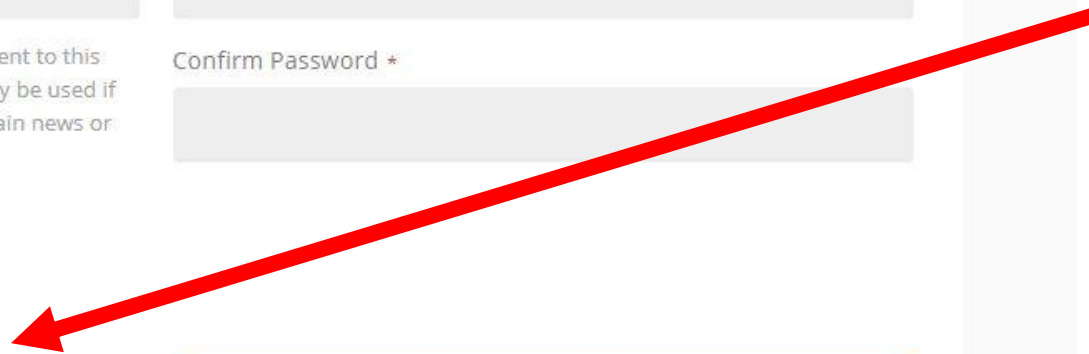 ent to this
y be used if
ain news or
Confirm Password *